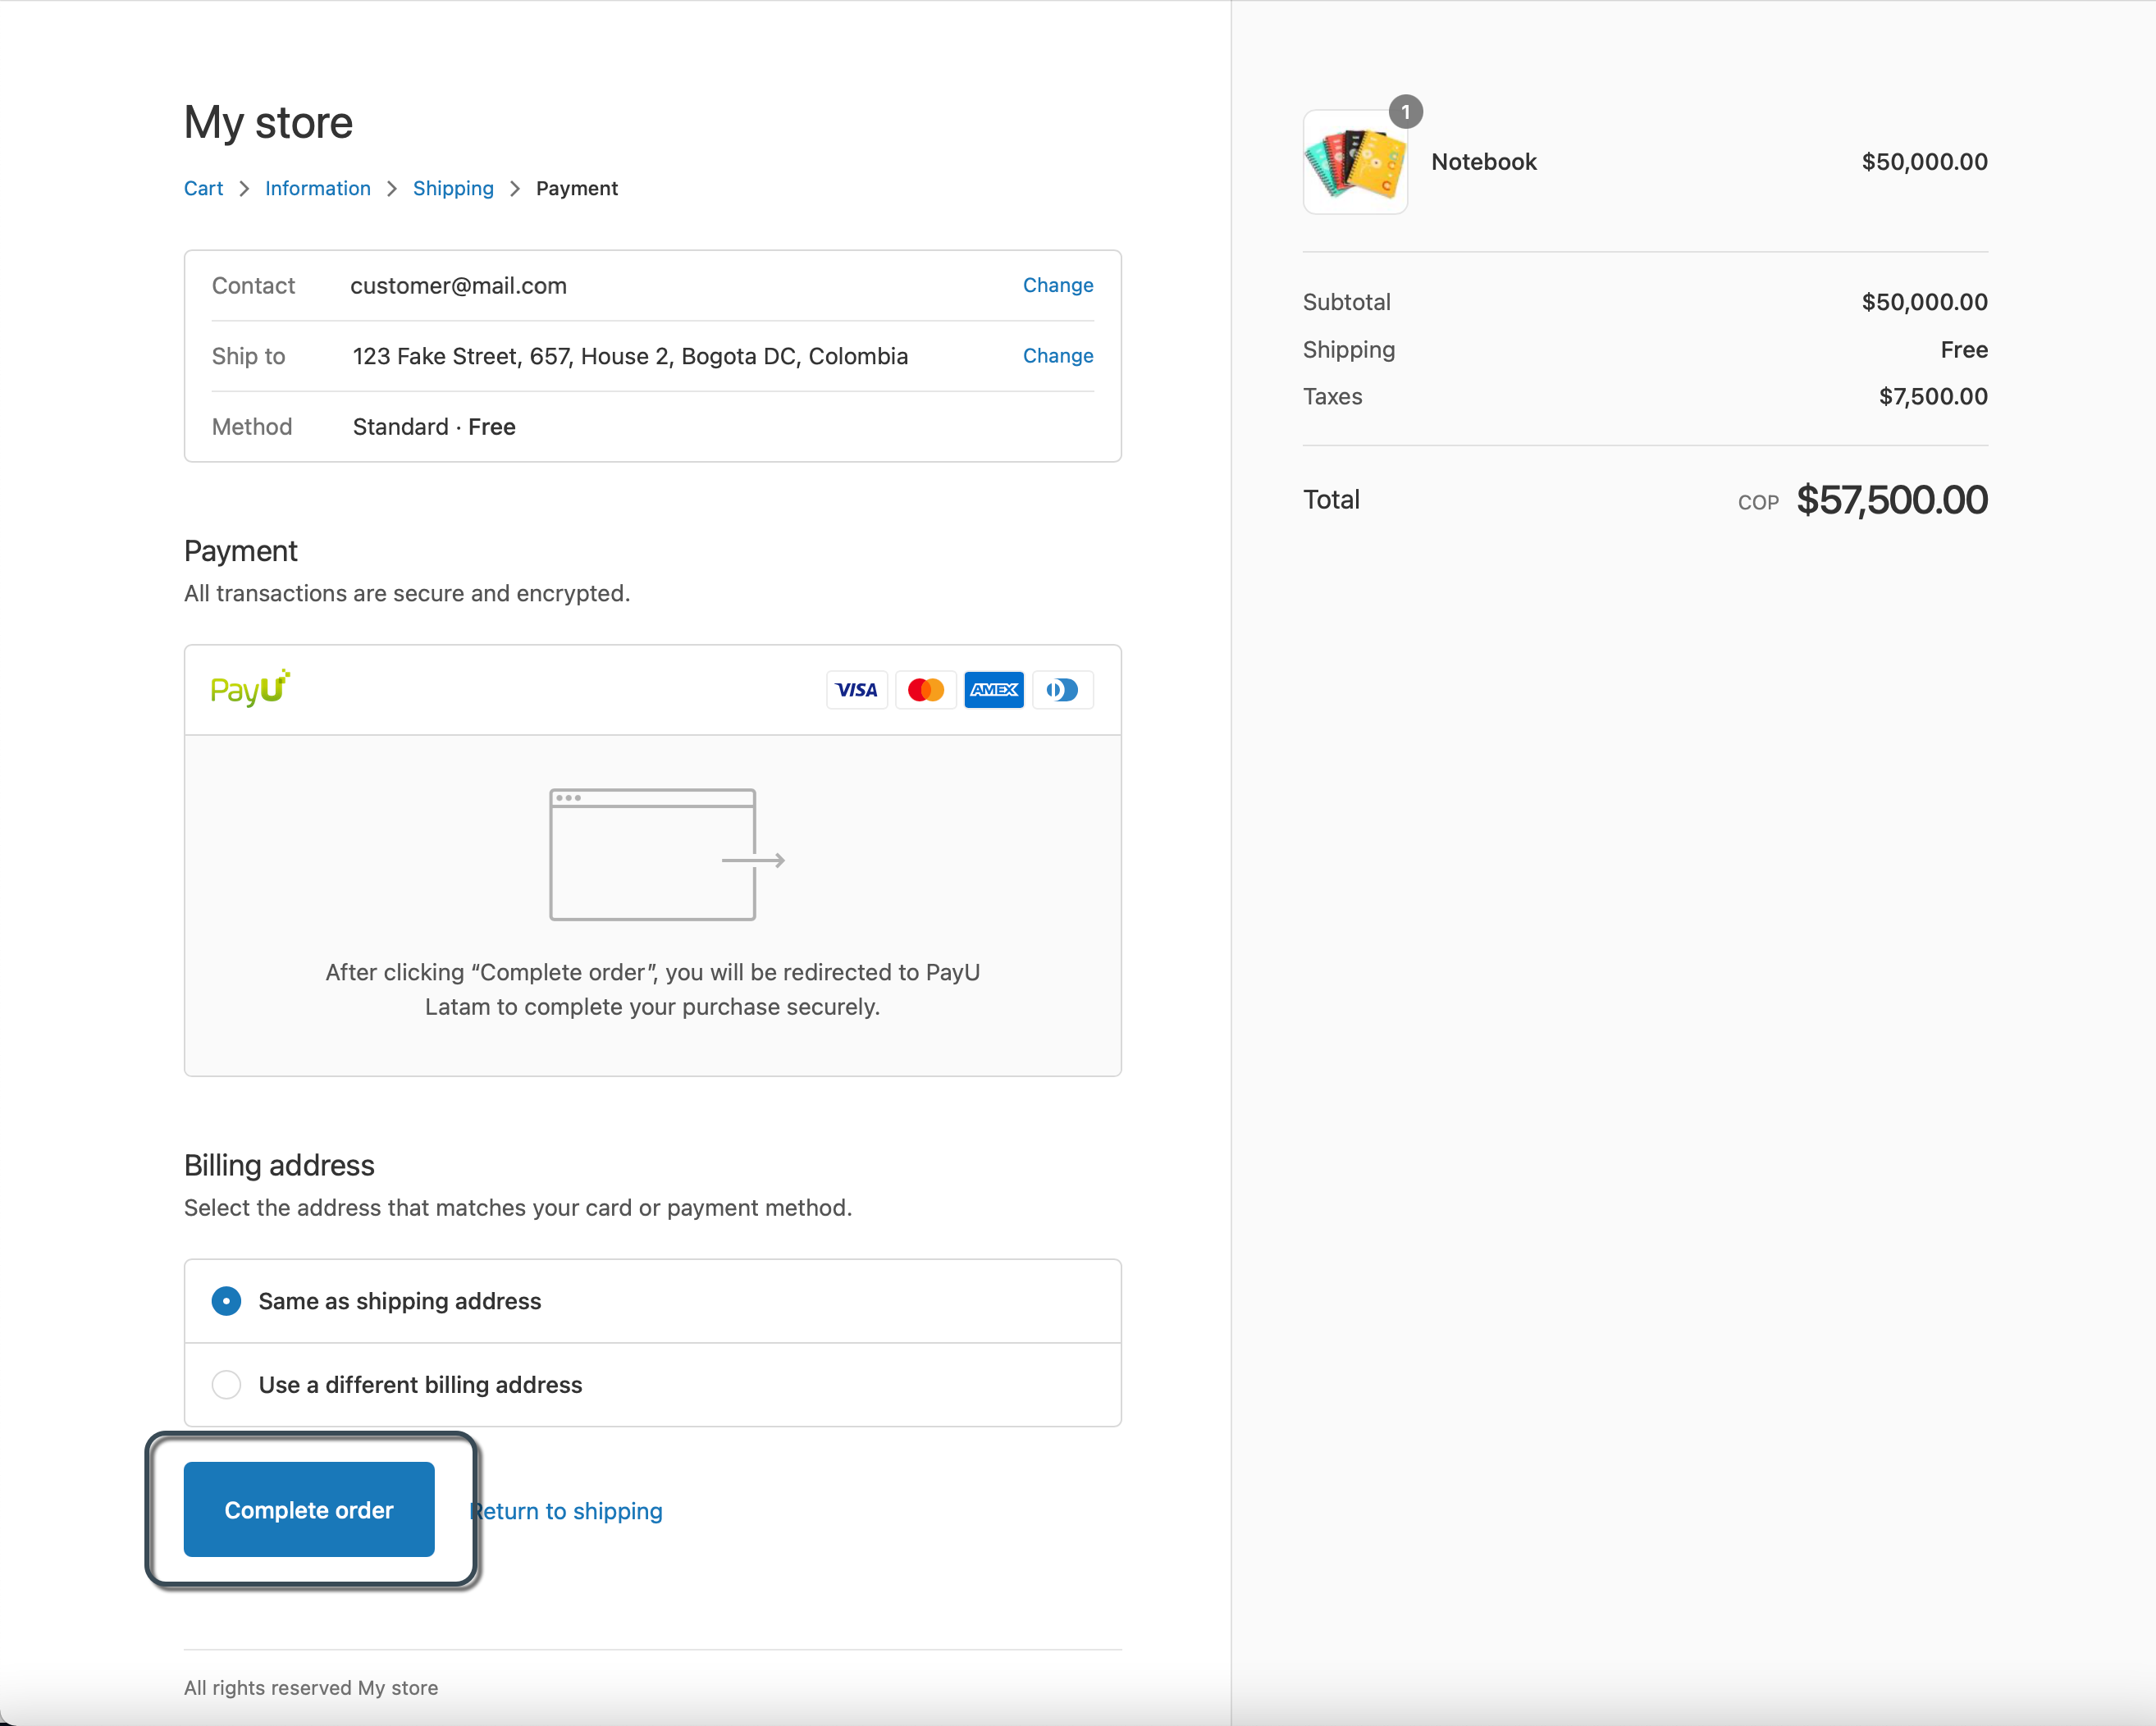 My store
Cart > Information > Shipping > Payment
Contact customer@mail.com Change
Ship to 123 Fake Street, 657, House 2, Bogota DC, Colombia Change
Method Standard · Free
Payment
All transactions are secure and encrypted.
PayU VISA AMEX
After clicking “Complete order”, you will be redirected to PayU
Latam to complete your purchase securely.
Billing address
Select the address that matches your card or payment method.
Same as shipping address
Use a different billing address
Complete order Return to shipping
All rights reserved My store
1
Notebook $50,000.00
Subtotal $50,000.00
Shipping Free
Taxes $7,500.00
Total COP $57,500.00